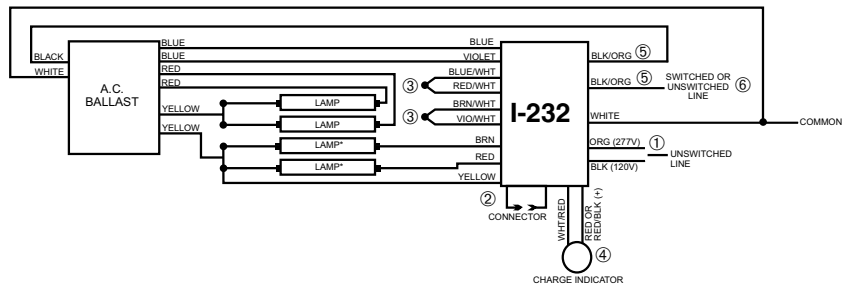 BLACK
WHITE
A.C.
BALLAST
BLUE
BLUE
RED
RED
YELLOW
YELLOW
LAMP
LAMP
LAMP*
LAMP*
BLUE
VIOLET
BLUE/WHT
③
RED/WHT
BRN/WHT
③
VIO/WHT
BRN
RED
YELLOW
I-232
BLK/ORG ⑤
BLK/ORG ⑤
SWITCHED OR
UNSWITCHED ⑥
LINE
WHITE
COMMON
ORG (277V) ①
UNSWITCHED
LINE
BLK (120V)
②
CONNECTOR
WHT/RED
RED OR
RED/BLK (+)
④
CHARGE INDICATOR